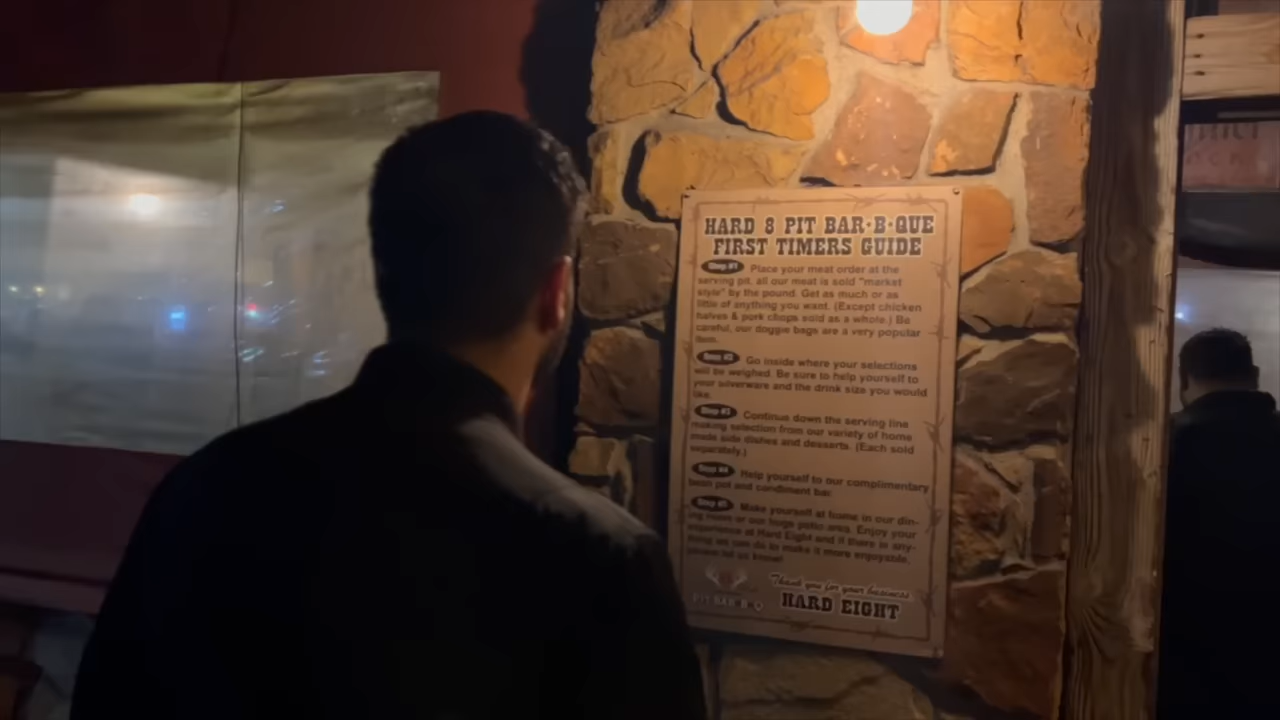 HARD 8 PIT BAR·B·QUE
FIRST TIMERS GUIDE
Step #1 Place your meat order at the
serving pit, all our meat is sold "market
style" by the pound. Get as much or as
little of anything you want. (Except chicken
halves & pork chops sold as a whole.) Be
careful, our doggie bags are a very popular
item.
Step #2 Go inside where your selections
will be weighed. Be sure to help yourself to
your silverware and the drink size you would
like.
Step #3 Continue down the serving line
making selection from our variety of home
made side dishes and desserts. (Each sold
separately.)
Step #4 Help yourself to our complimentary
bean pot and condiment bar.
Step #5 Make yourself at home in our din-
ing room or our huge patio area. Enjoy your
experience at Hard Eight and if there is any-
thing we can do to make it more enjoyable,
please let us know!
Thank you for your business
PIT BAR-B-Q
HARD EIGHT